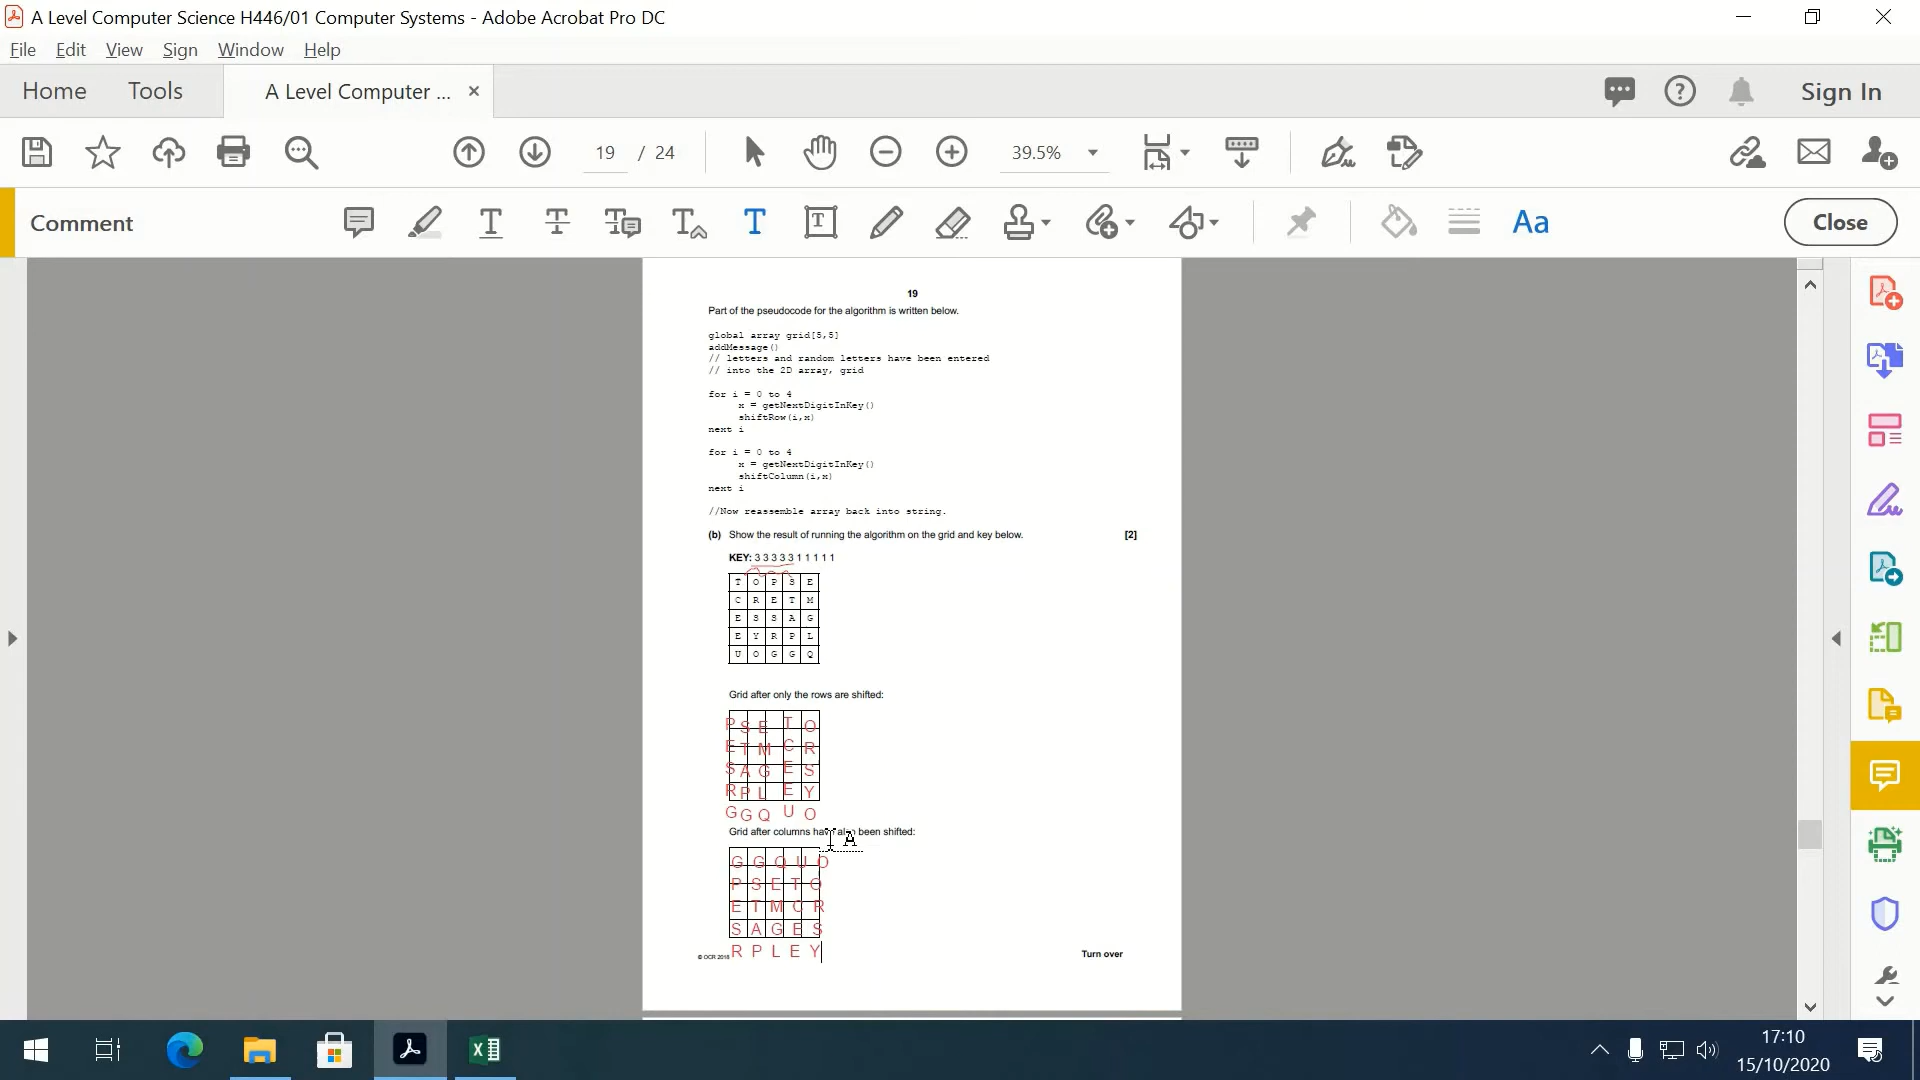 A Level Computer Science H446/01 Computer Systems - Adobe Acrobat Pro DC
File Edit View Sign Window Help
Home Tools A Level Computer ... × Sign In
19 / 24 39.5%
Comment Close
19
Part of the pseudocode for the algorithm is written below.
global array grid[5,5]
addMessage()
// letters and random letters have been entered
// into the 2D array, grid
for i = 0 to 4
x = getNextDigitInKey()
shiftRow(i,x)
next i
for i = 0 to 4
x = getNextDigitInKey()
shiftColumn(i,x)
next i
//Now reassemble array back into string.
(b) Show the result of running the algorithm on the grid and key below. [2]
KEY: 3 3 3 3 3 1 1 1 1 1
T O P S E
C R E T M
E S S A G
E Y R P L
U O G G Q
Grid after only the rows are shifted:
P S E T O
E T M C R
S A G E S
R P L E Y
G G Q U O
Grid after columns have also been shifted:
G G Q U O
P S E T O
E T M C R
S A G E S
R P L E Y
© OCR 2018 Turn over
17:10
15/10/2020